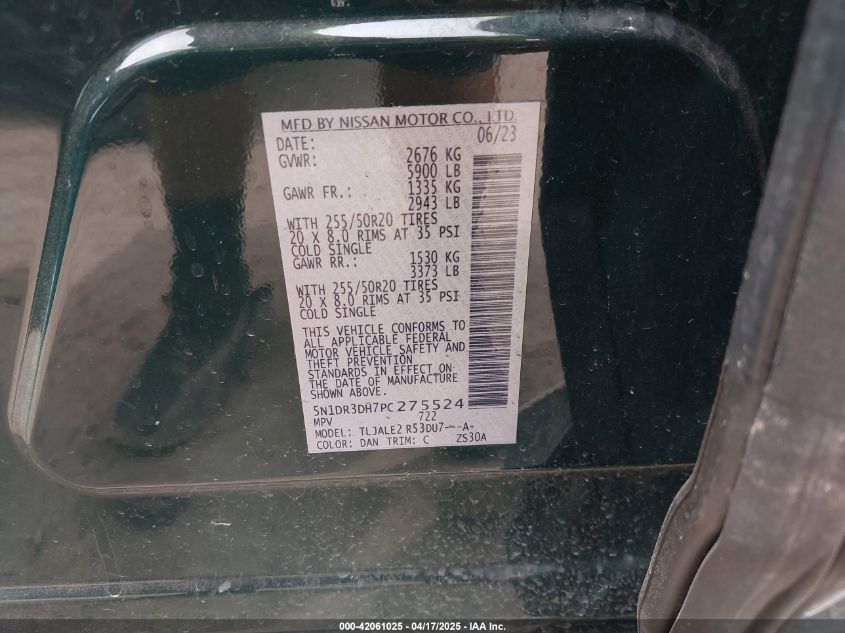 MFD BY NISSAN MOTOR CO., LTD.
DATE: 06/23
GVWR: 2676 KG
5900 LB
GAWR FR.: 1335 KG
2943 LB
WITH 255/50R20 TIRES
20 X 8.0 RIMS AT 35 PSI
COLD SINGLE
GAWR RR.: 1530 KG
3373 LB
WITH 255/50R20 TIRES
20 X 8.0 RIMS AT 35 PSI
COLD SINGLE
THIS VEHICLE CONFORMS TO
ALL APPLICABLE FEDERAL
MOTOR VEHICLE SAFETY AND
THEFT PREVENTION
STANDARDS IN EFFECT ON
THE DATE OF MANUFACTURE
SHOWN ABOVE.
5N1DR3DH7PC275524
MPV 722
MODEL: TLJALE2 R53DU7---A-
COLOR: DAN TRIM: C ZS30A
000-42061025 - 04/17/2025 - IAA Inc.